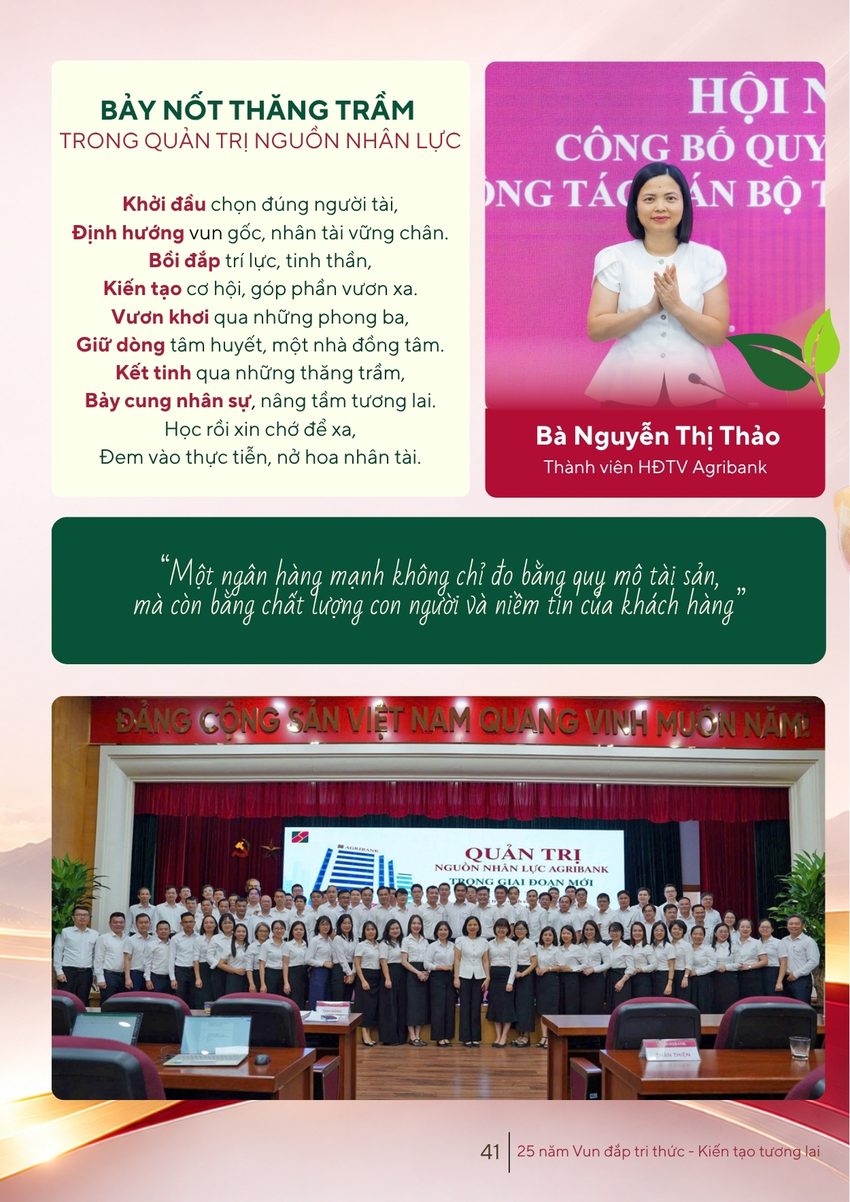 BẢY NỐT THĂNG TRẦM
TRONG QUẢN TRỊ NGUỒN NHÂN LỰC
Khởi đầu chọn đúng người tài,
Định hướng vun gốc, nhân tài vững chân.
Bồi đắp trí lực, tinh thần,
Kiến tạo cơ hội, góp phần vươn xa.
Vươn khơi qua những phong ba,
Giữ dòng tâm huyết, một nhà đồng tâm.
Kết tinh qua những thăng trầm,
Bảy cung nhân sự, nâng tầm tương lai.
Học rồi xin chớ để xa,
Đem vào thực tiễn, nở hoa nhân tài.
HỘI N
CÔNG BỐ QUY
ÔNG TÁC CÁN BỘ T
Bà Nguyễn Thị Thảo
Thành viên HĐTV Agribank
“Một ngân hàng mạnh không chỉ đo bằng quy mô tài sản,
mà còn bằng chất lượng con người và niềm tin của khách hàng”
ĐẢNG CỘNG SẢN VIỆT NAM QUANG VINH MUÔN NĂM!
AGRIBANK
QUẢN TRỊ
NGUỒN NHÂN LỰC AGRIBANK
TRONG GIAI ĐOẠN MỚI
THÂN THIỆN
41
25 năm Vun đắp tri thức - Kiến tạo tương lai